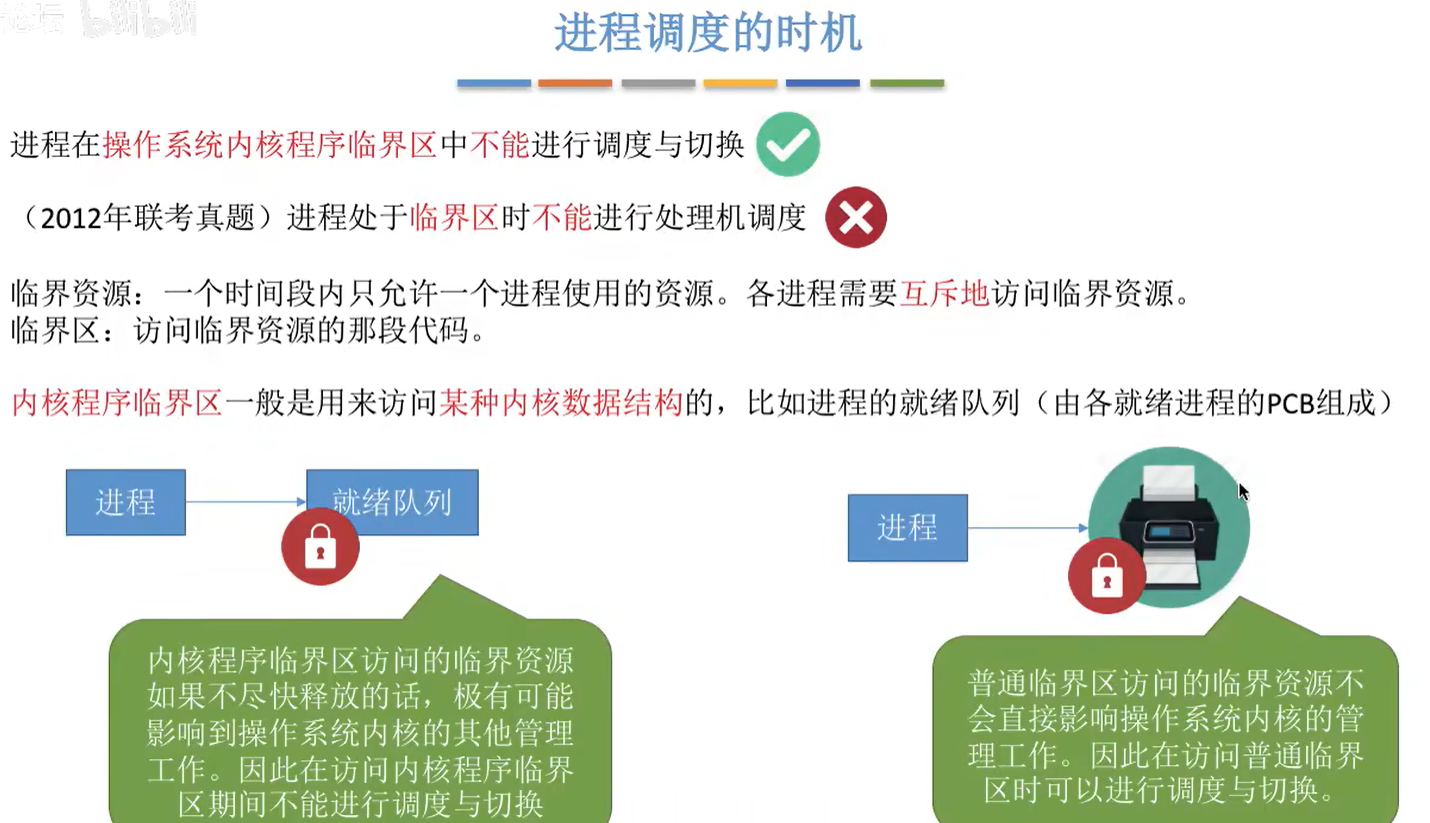 论坛 bilibili
进程调度的时机
进程在操作系统内核程序临界区中不能进行调度与切换
（2012年联考真题）进程处于临界区时不能进行处理机调度
临界资源：一个时间段内只允许一个进程使用的资源。各进程需要互斥地访问临界资源。
临界区：访问临界资源的那段代码。
内核程序临界区一般是用来访问某种内核数据结构的，比如进程的就绪队列（由各就绪进程的PCB组成）
进程
就绪队列
进程
内核程序临界区访问的临界资源
如果不尽快释放的话，极有可能
影响到操作系统内核的其他管理
工作。因此在访问内核程序临界
区期间不能进行调度与切换
普通临界区访问的临界资源不
会直接影响操作系统内核的管
理工作。因此在访问普通临界
区时可以进行调度与切换。